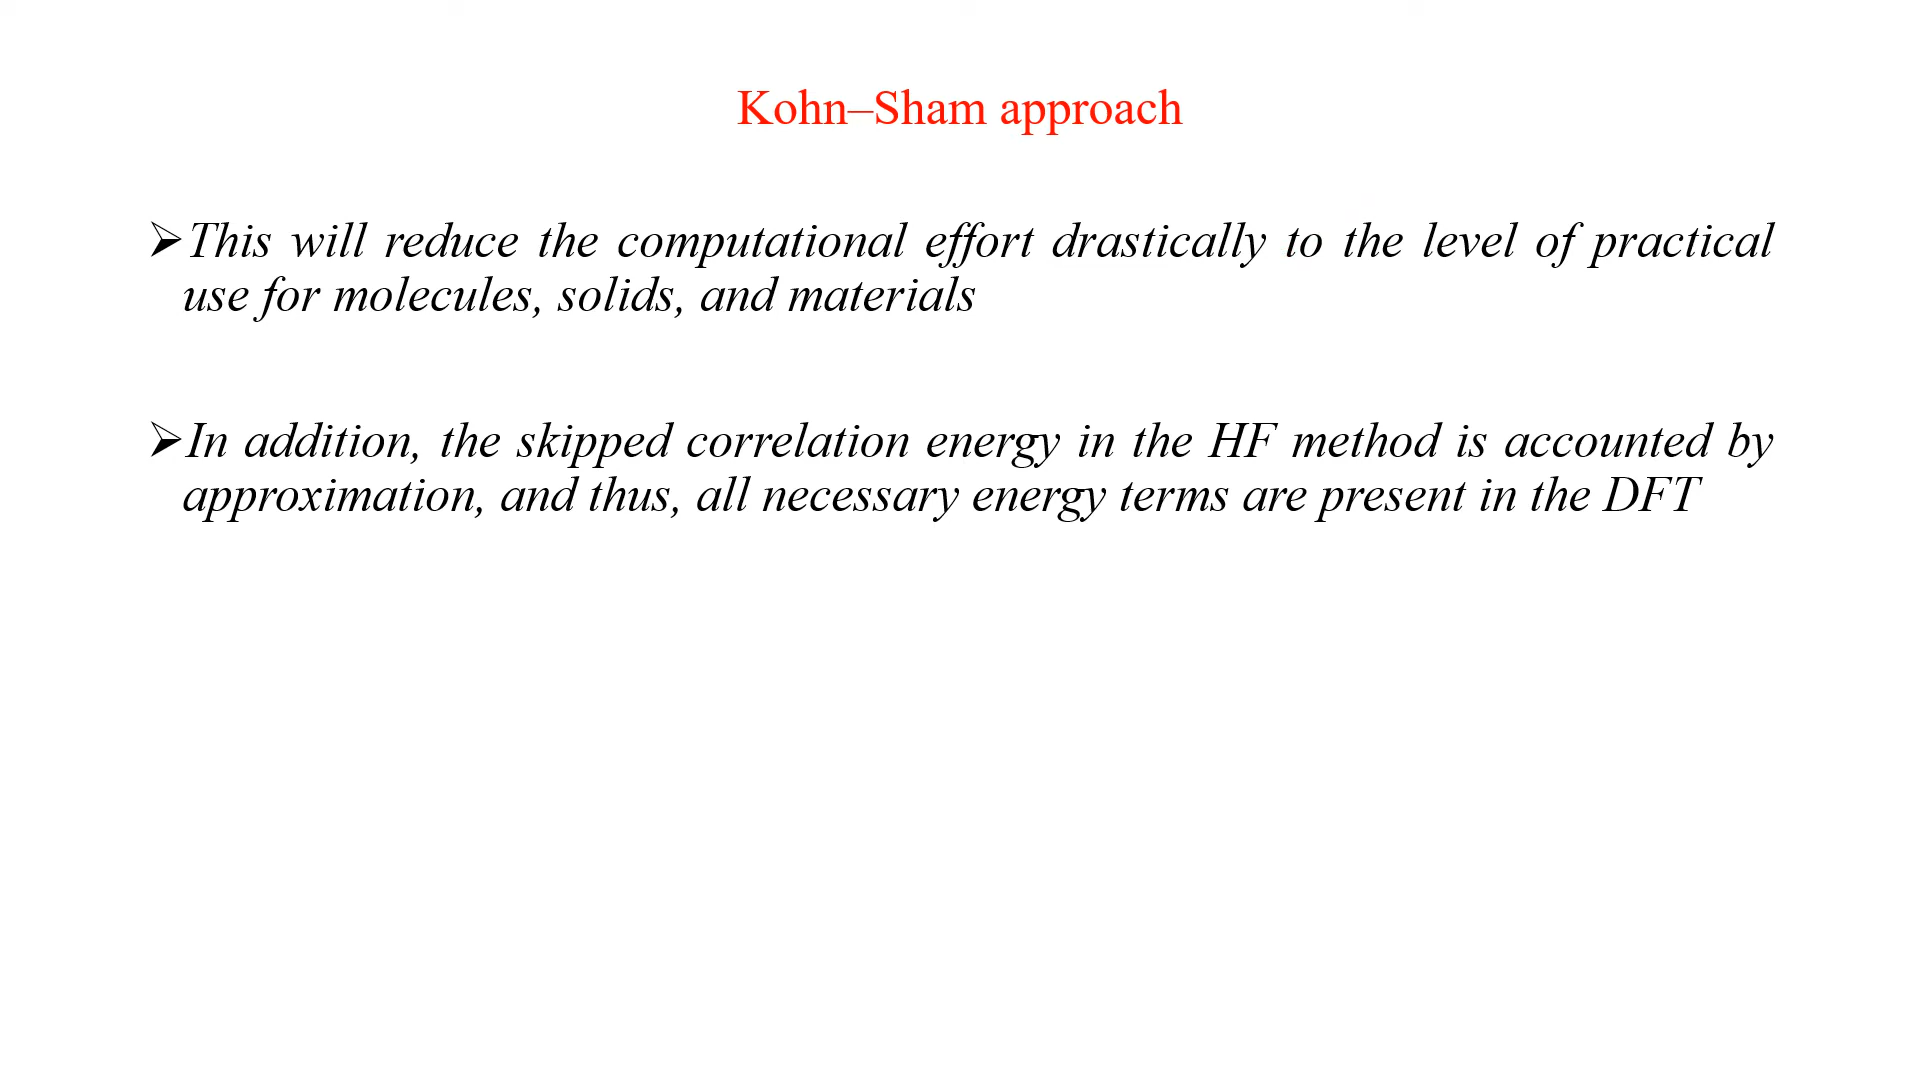 Kohn–Sham approach
➢This will reduce the computational effort drastically to the level of practical
use for molecules, solids, and materials
➢In addition, the skipped correlation energy in the HF method is accounted by
approximation, and thus, all necessary energy terms are present in the DFT